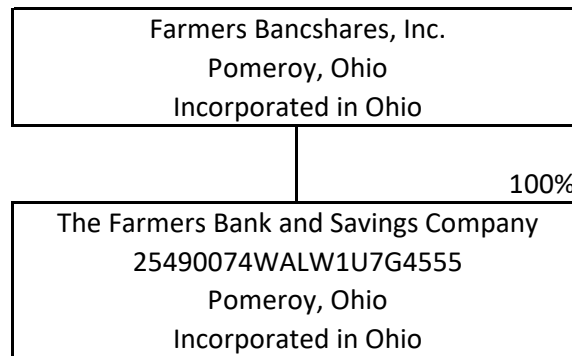 Farmers Bancshares, Inc.
Pomeroy, Ohio
Incorporated in Ohio
100%
The Farmers Bank and Savings Company
25490074WALW1U7G4555
Pomeroy, Ohio
Incorporated in Ohio